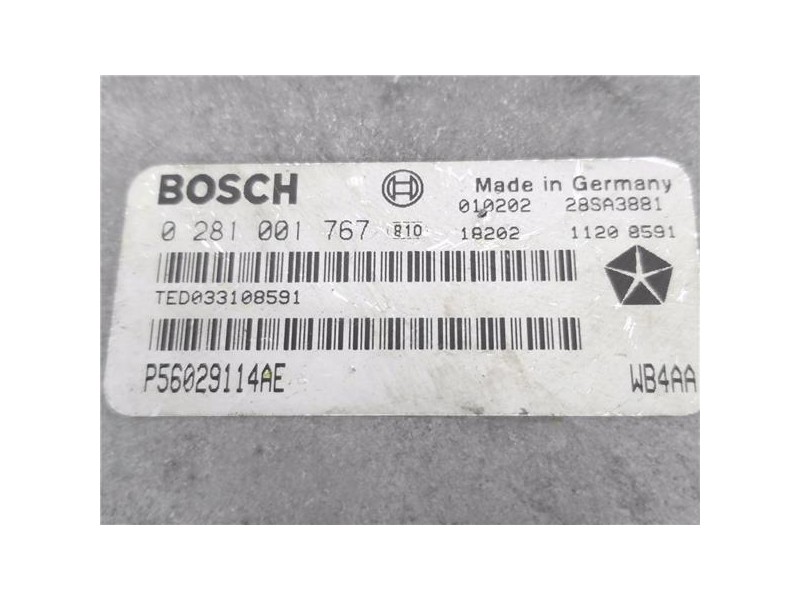 BOSCH Made in Germany
010202 28SA3881
0 281 001 767 810 18202 1120 8591
TED033108591
P56029114AE WB4AA